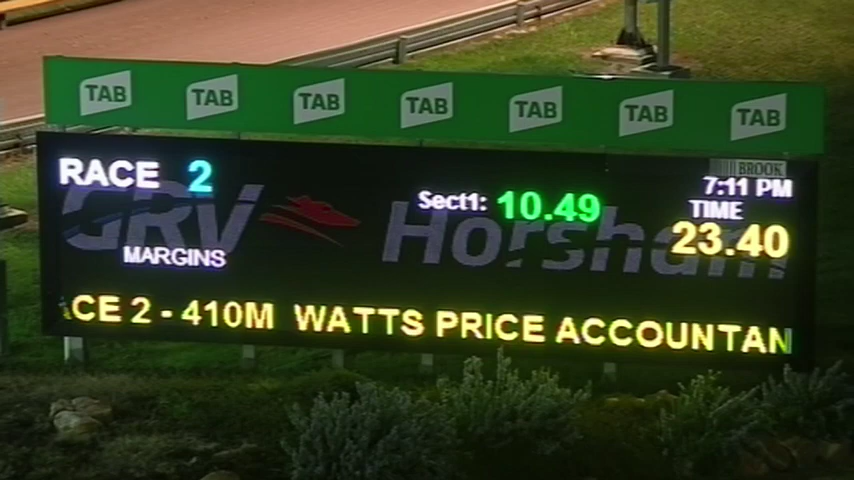 TAB TAB TAB TAB TAB TAB TAB
BROOK
RACE 2
Sect1: 10.49
7:11 PM
TIME
23.40
GRV Horsham
MARGINS
ACE 2 - 410M WATTS PRICE ACCOUNTAN